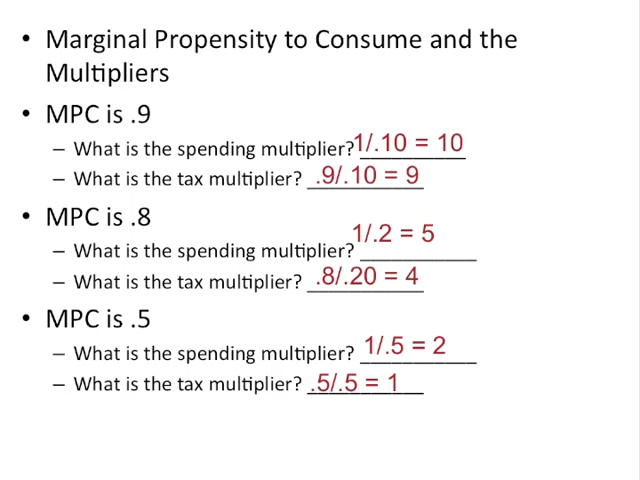 • Marginal Propensity to Consume and the
Multipliers
• MPC is .9
– What is the spending multiplier? 1/.10 = 10
– What is the tax multiplier? .9/.10 = 9
• MPC is .8
– What is the spending multiplier? 1/.2 = 5
– What is the tax multiplier? .8/.20 = 4
• MPC is .5
– What is the spending multiplier? 1/.5 = 2
– What is the tax multiplier? .5/.5 = 1